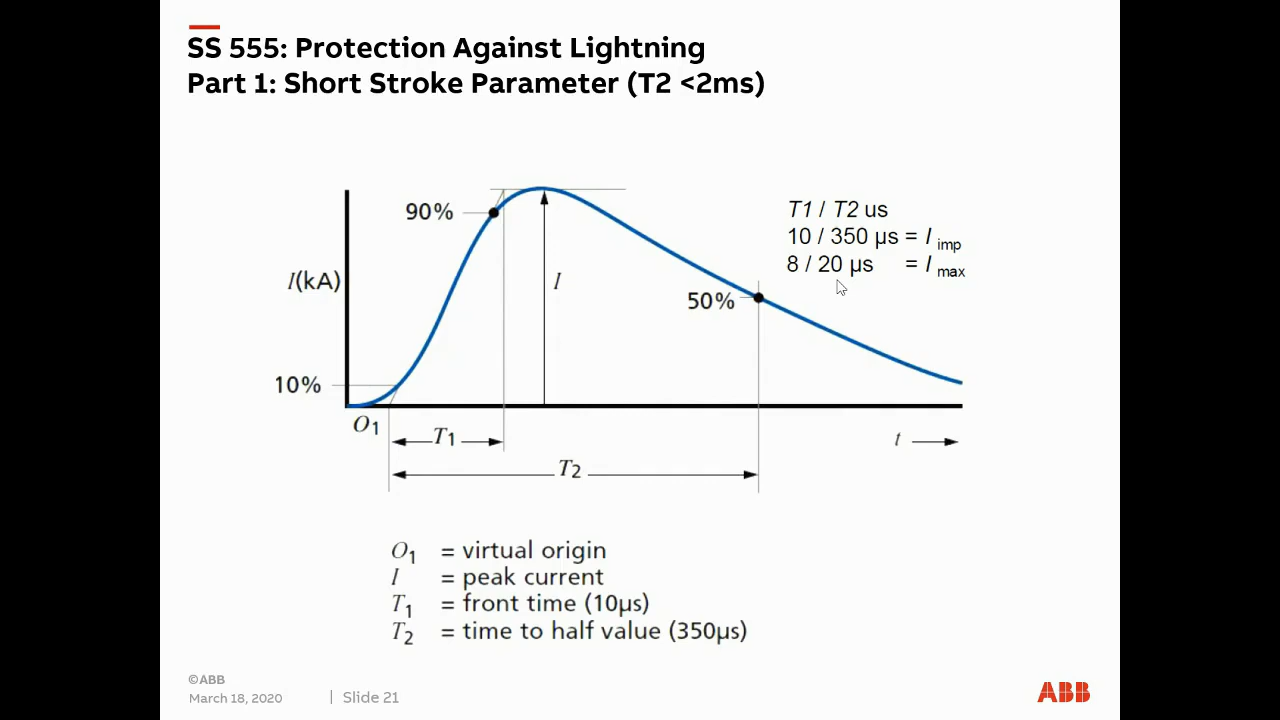 SS 555: Protection Against Lightning
Part 1: Short Stroke Parameter (T2 <2ms)
90%
T1 / T2 us
10 / 350 µs = I imp
8 / 20 µs = I max
I(kA)
I
50%
10%
O1
T1
t
T2
O1 = virtual origin
I = peak current
T1 = front time (10µs)
T2 = time to half value (350µs)
©ABB
March 18, 2020 | Slide 21
ABB